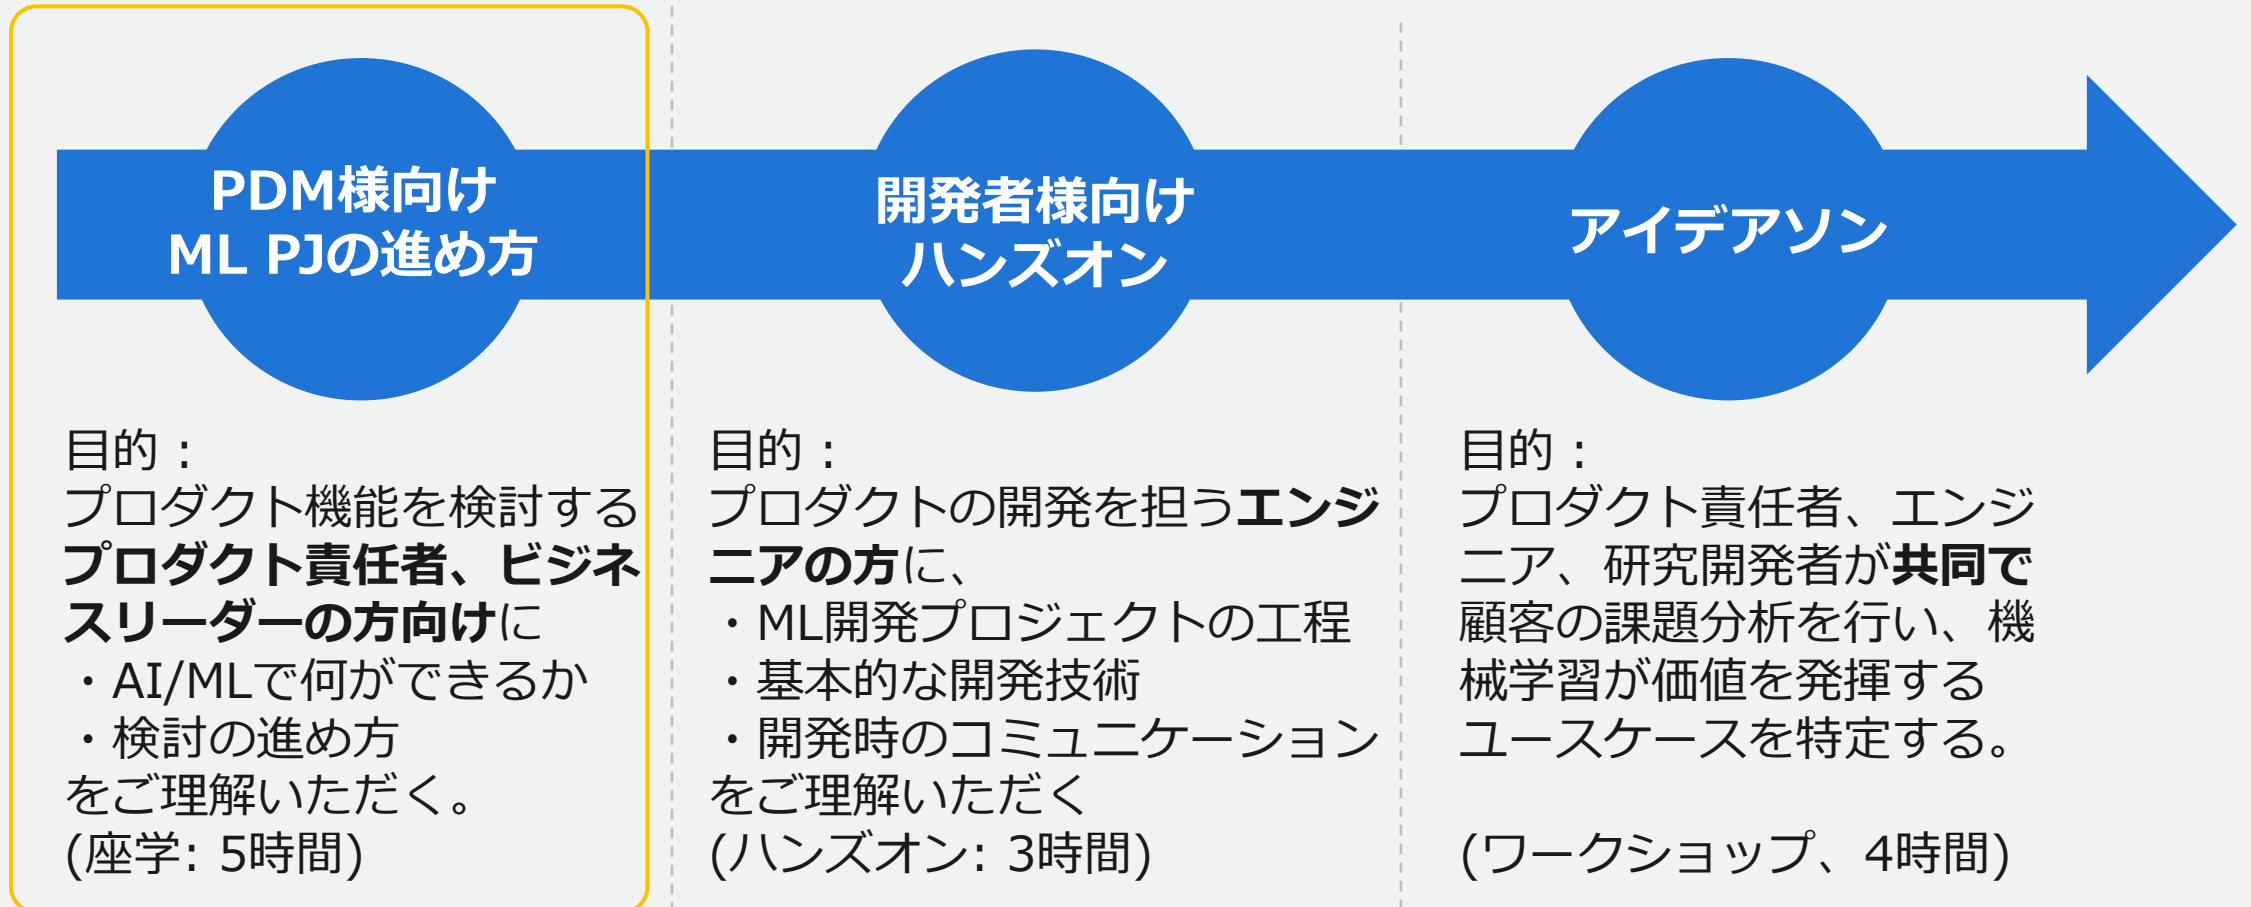 PDM様向け
ML PJの進め方
開発者様向け
ハンズオン
アイデアソン
目的：
プロダクト機能を検討する
プロダクト責任者、ビジネ
スリーダーの方向けに
・AI/MLで何ができるか
・検討の進め方
をご理解いただく。
(座学: 5時間)
目的：
プロダクトの開発を担うエンジ
ニアの方に、
・ML開発プロジェクトの工程
・基本的な開発技術
・開発時のコミュニケーション
をご理解いただく
(ハンズオン: 3時間)
目的：
プロダクト責任者、エンジ
ニア、研究開発者が共同で
顧客の課題分析を行い、機
械学習が価値を発揮する
ユースケースを特定する。
(ワークショップ、4時間)